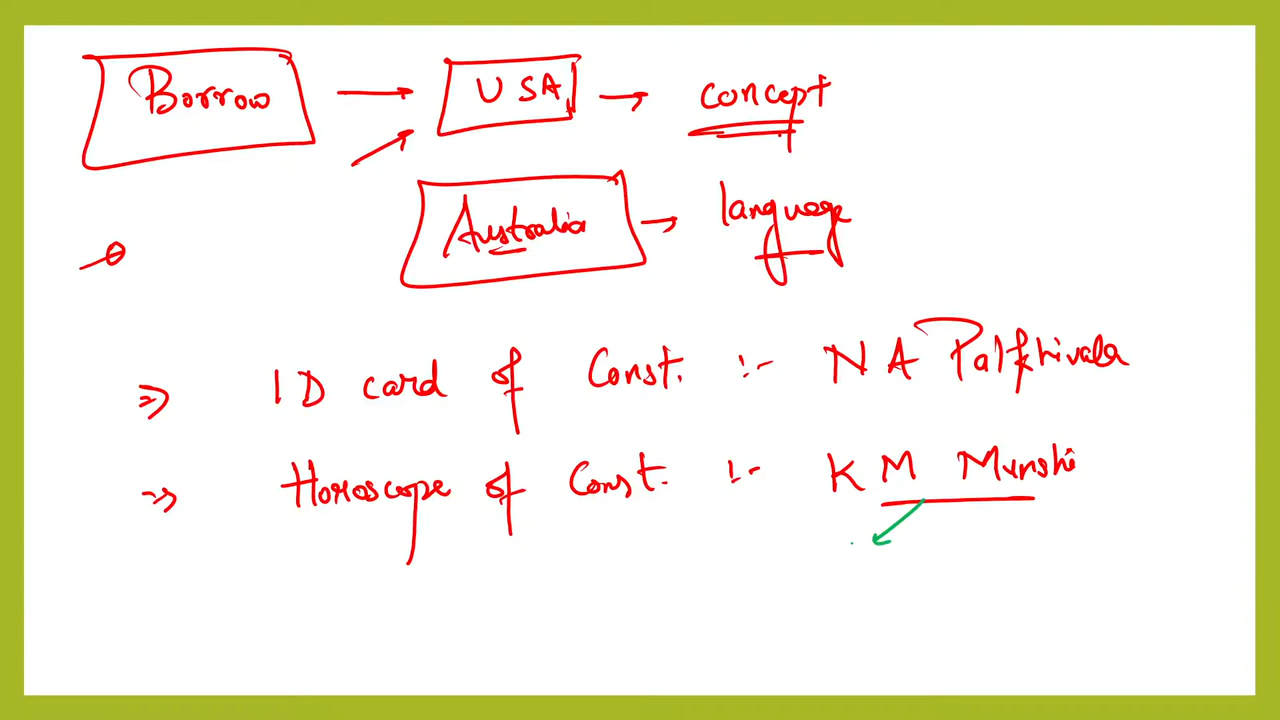 Borrow → USA → concept
Australia → language
⇒ ID card of Const. :- N A Palkhivala
⇒ Horoscope of Const. :- K M Munshi